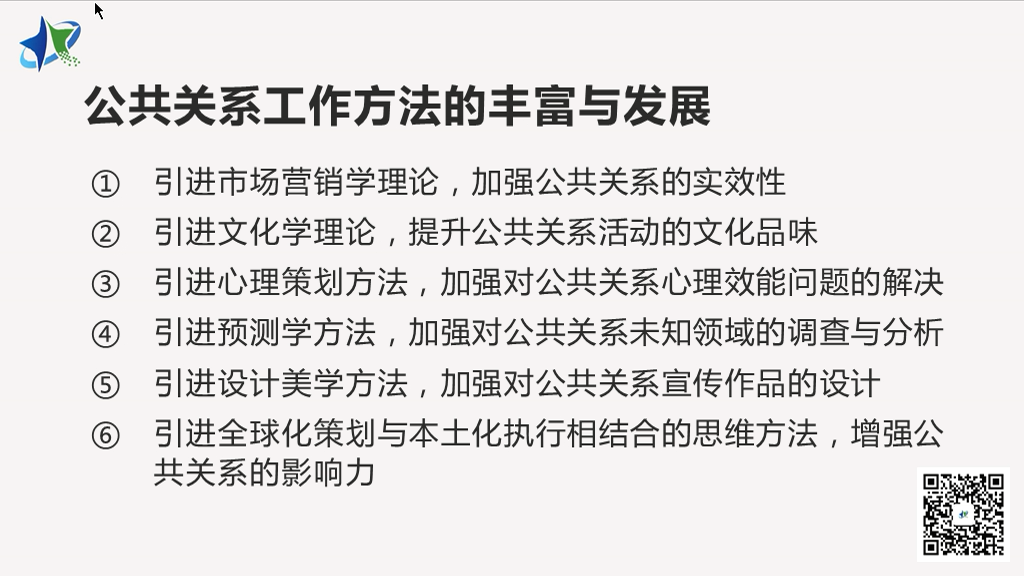 公共关系工作方法的丰富与发展
① 引进市场营销学理论，加强公共关系的实效性
② 引进文化学理论，提升公共关系活动的文化品味
③ 引进心理策划方法，加强对公共关系心理效能问题的解决
④ 引进预测学方法，加强对公共关系未知领域的调查与分析
⑤ 引进设计美学方法，加强对公共关系宣传作品的设计
⑥ 引进全球化策划与本土化执行相结合的思维方法，增强公
共关系的影响力